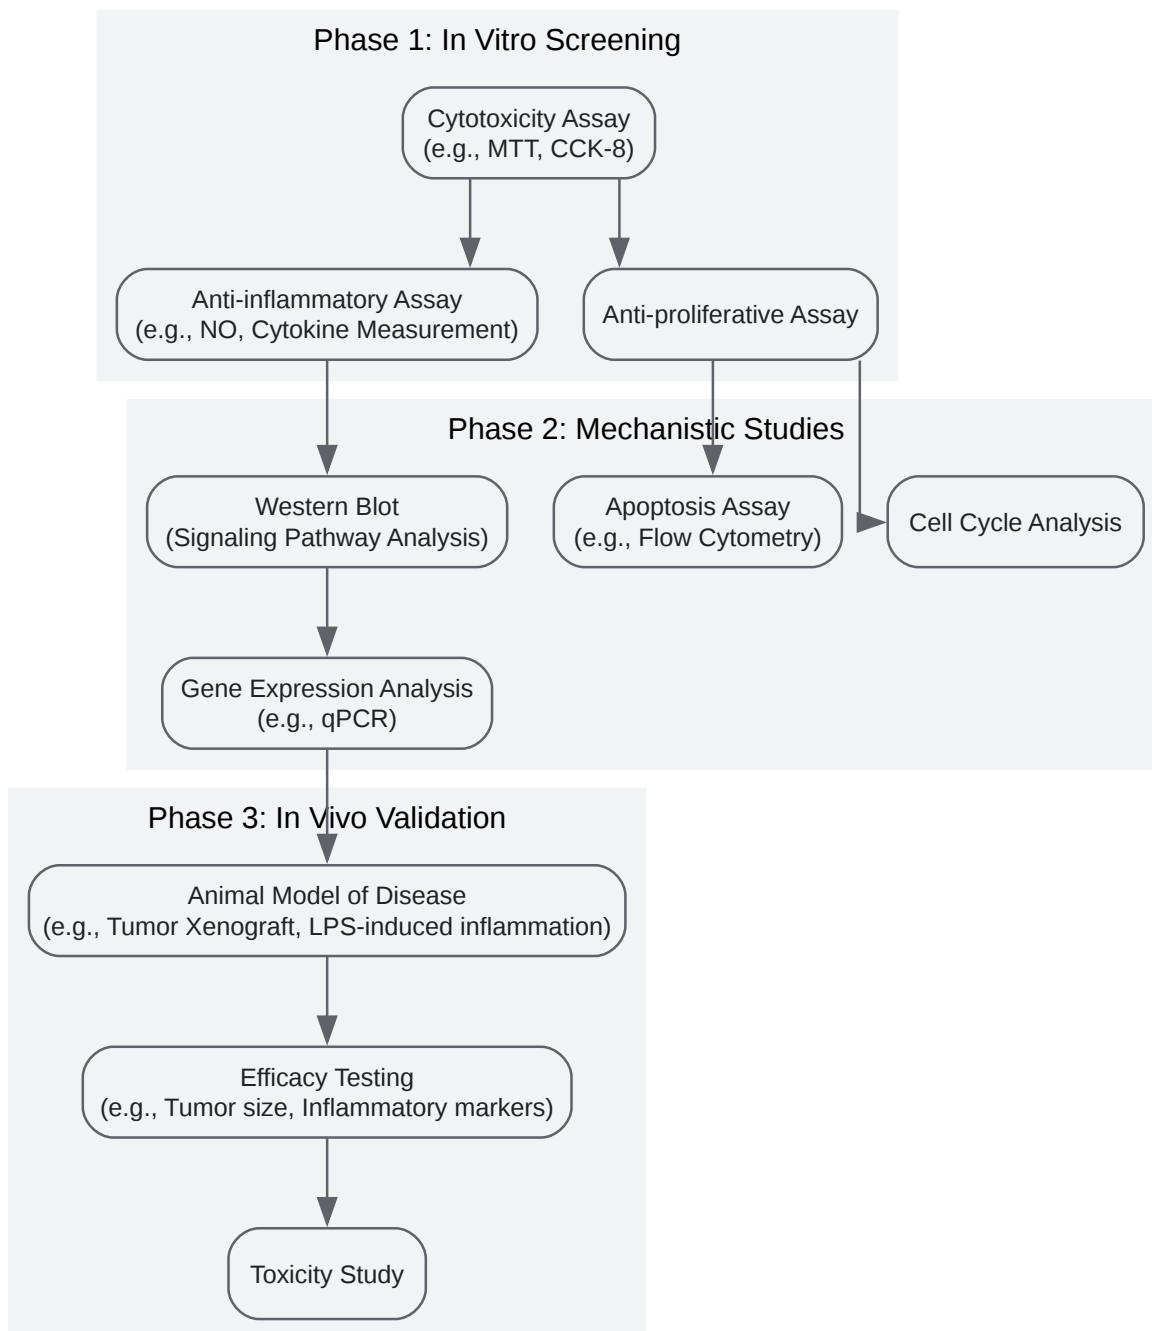 Phase 1: In Vitro Screening
Cytotoxicity Assay
(e.g., MTT, CCK-8)
Anti-inflammatory Assay
(e.g., NO, Cytokine Measurement)
Anti-proliferative Assay
Phase 2: Mechanistic Studies
Western Blot
(Signaling Pathway Analysis)
Apoptosis Assay
(e.g., Flow Cytometry)
Cell Cycle Analysis
Gene Expression Analysis
(e.g., qPCR)
Phase 3: In Vivo Validation
Animal Model of Disease
(e.g., Tumor Xenograft, LPS-induced inflammation)
Efficacy Testing
(e.g., Tumor size, Inflammatory markers)
Toxicity Study